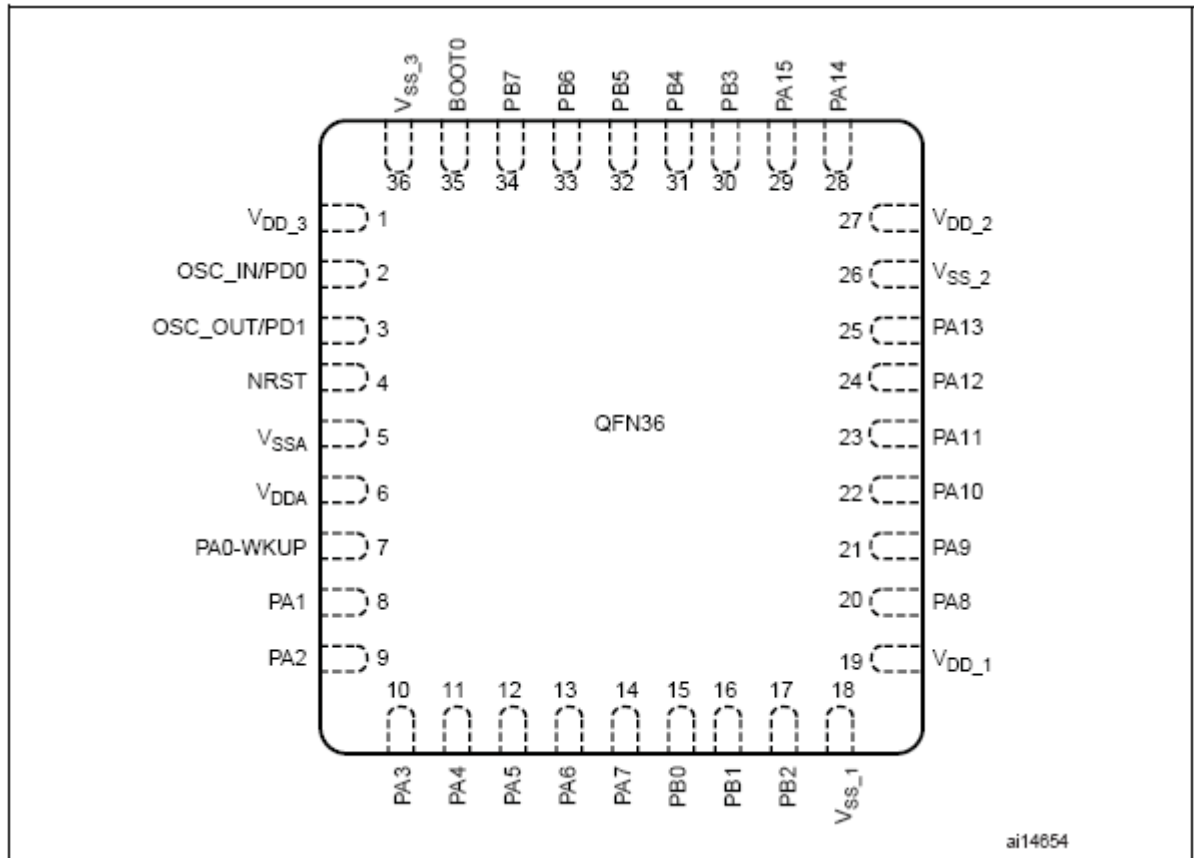 VSS_3
BOOT0
PB7
PB6
PB5
PB4
PB3
PA15
PA14
36 35 34 33 32 31 30 29 28
VDD_3 1 27 VDD_2
OSC_IN/PD0 2 26 VSS_2
OSC_OUT/PD1 3 25 PA13
NRST 4 24 PA12
QFN36
VSSA 5 23 PA11
VDDA 6 22 PA10
PA0-WKUP 7 21 PA9
PA1 8 20 PA8
PA2 9 19 VDD_1
10 11 12 13 14 15 16 17 18
PA3
PA4
PA5
PA6
PA7
PB0
PB1
PB2
VSS_1
ai14654